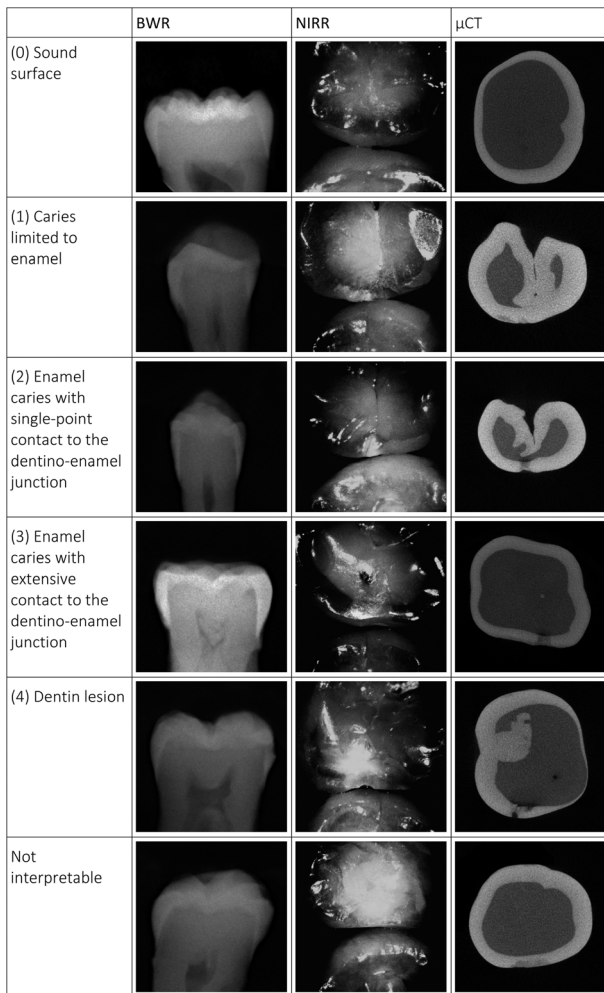 BWR
NIRR
µCT
(0) Sound
surface
(1) Caries
limited to
enamel
(2) Enamel
caries with
single-point
contact to the
dentino-enamel
junction
(3) Enamel
caries with
extensive
contact to the
dentino-enamel
junction
(4) Dentin lesion
Not
interpretable